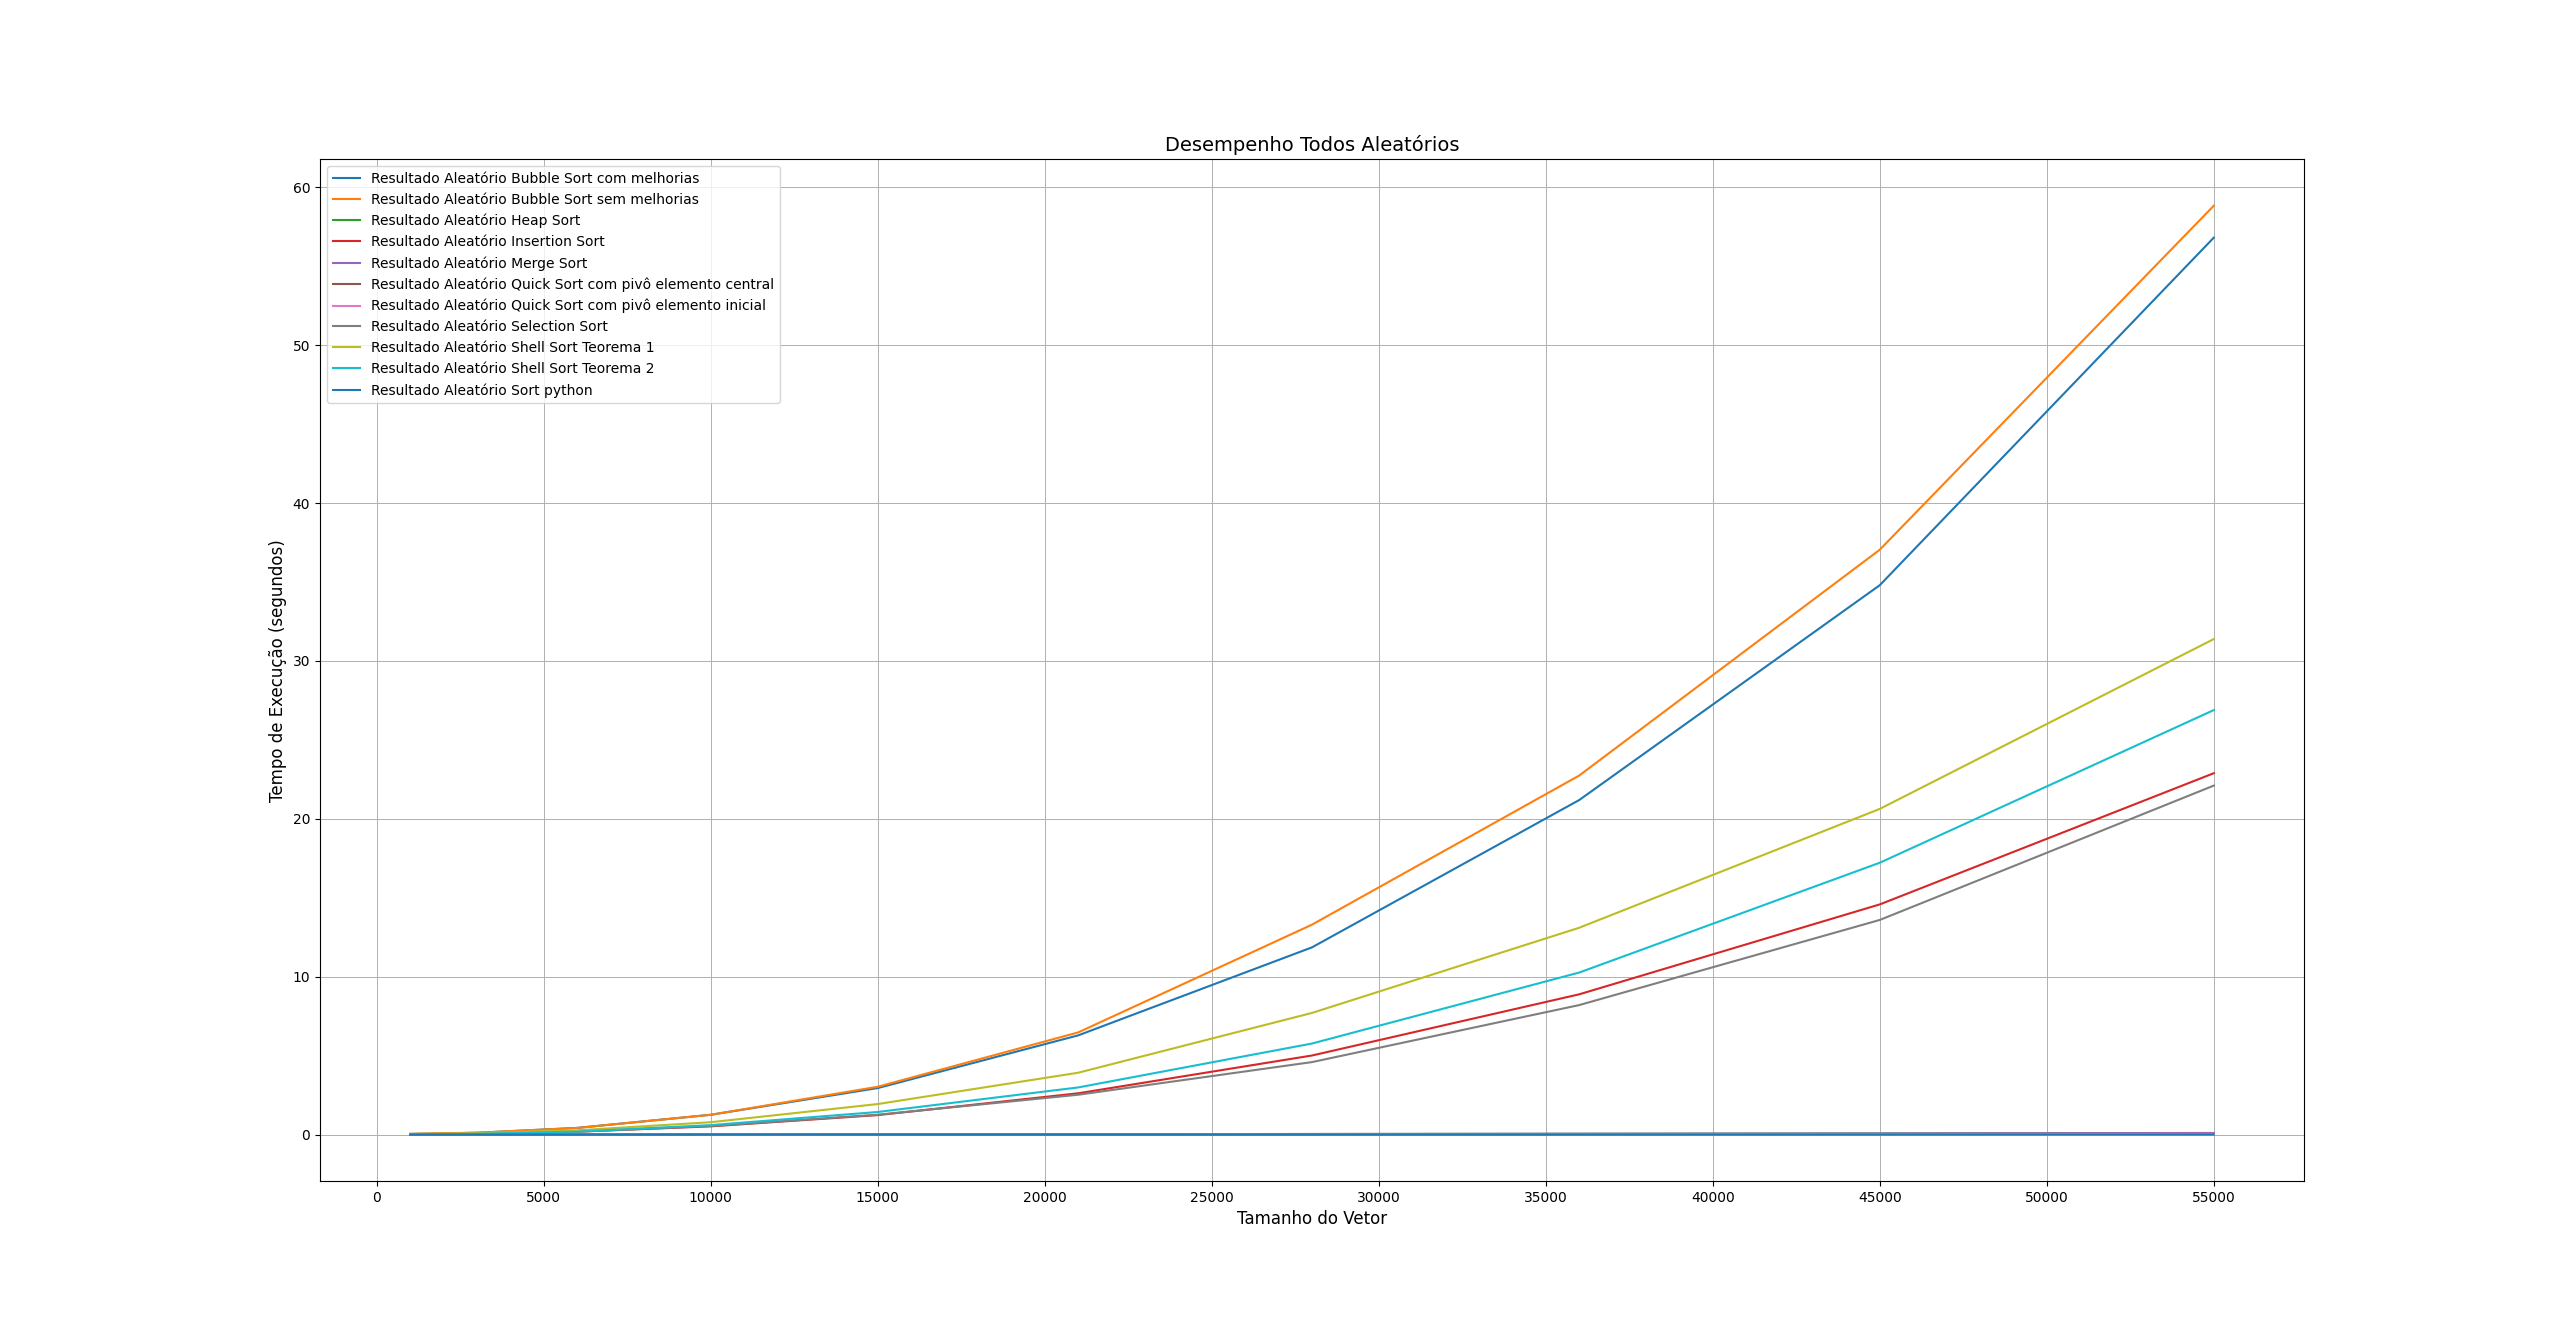 Desempenho Todos Aleatórios
Resultado Aleatório Bubble Sort com melhorias
Resultado Aleatório Bubble Sort sem melhorias
Resultado Aleatório Heap Sort
Resultado Aleatório Insertion Sort
Resultado Aleatório Merge Sort
Resultado Aleatório Quick Sort com pivô elemento central
Resultado Aleatório Quick Sort com pivô elemento inicial
Resultado Aleatório Selection Sort
Resultado Aleatório Shell Sort Teorema 1
Resultado Aleatório Shell Sort Teorema 2
Resultado Aleatório Sort python
60
50
40
30
20
10
0
Tempo de Execução (segundos)
0 5000 10000 15000 20000 25000 30000 35000 40000 45000 50000 55000
Tamanho do Vetor